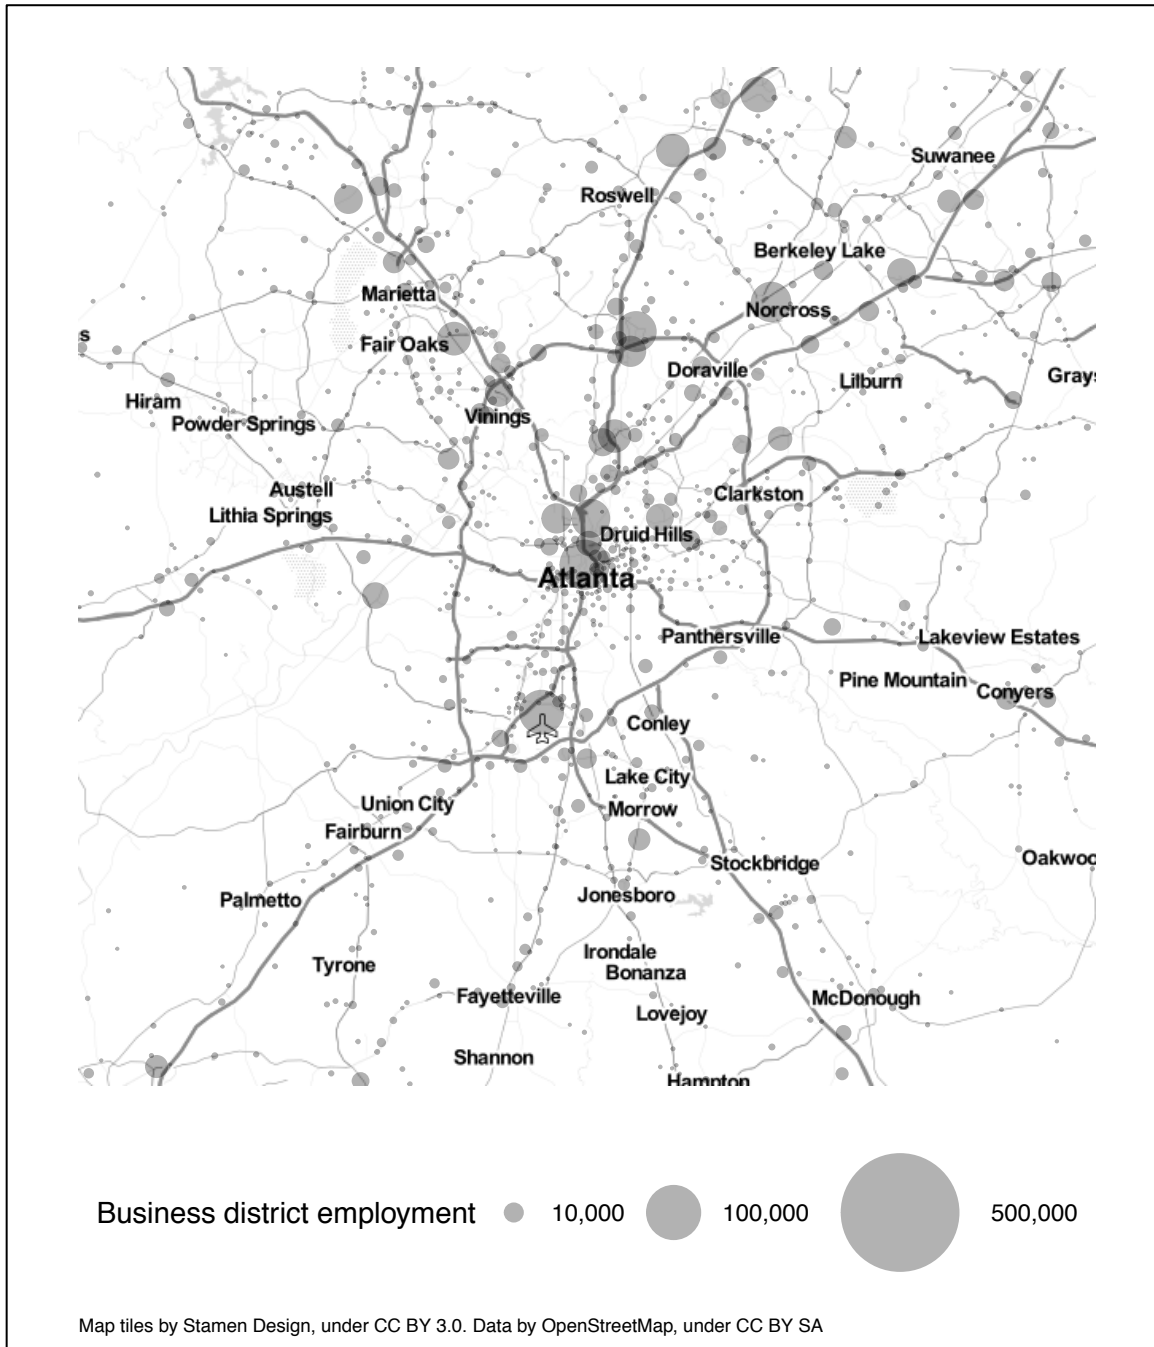 Suwanee
Roswell
Berkeley Lake
Marietta
Norcross
s
Fair Oaks
Doraville
Lilburn
Grays
Hiram
Powder Springs
Vinings
Austell
Clarkston
Lithia Springs
Druid Hills
Atlanta
Panthersville
Lakeview Estates
Pine Mountain
Conyers
Conley
Lake City
Union City
Morrow
Fairburn
Stockbridge
Oakwoo
Palmetto
Jonesboro
Irondale
Tyrone
Bonanza
Fayetteville
McDonough
Lovejoy
Shannon
Hampton
Business district employment 10,000 100,000 500,000
Map tiles by Stamen Design, under CC BY 3.0. Data by OpenStreetMap, under CC BY SA